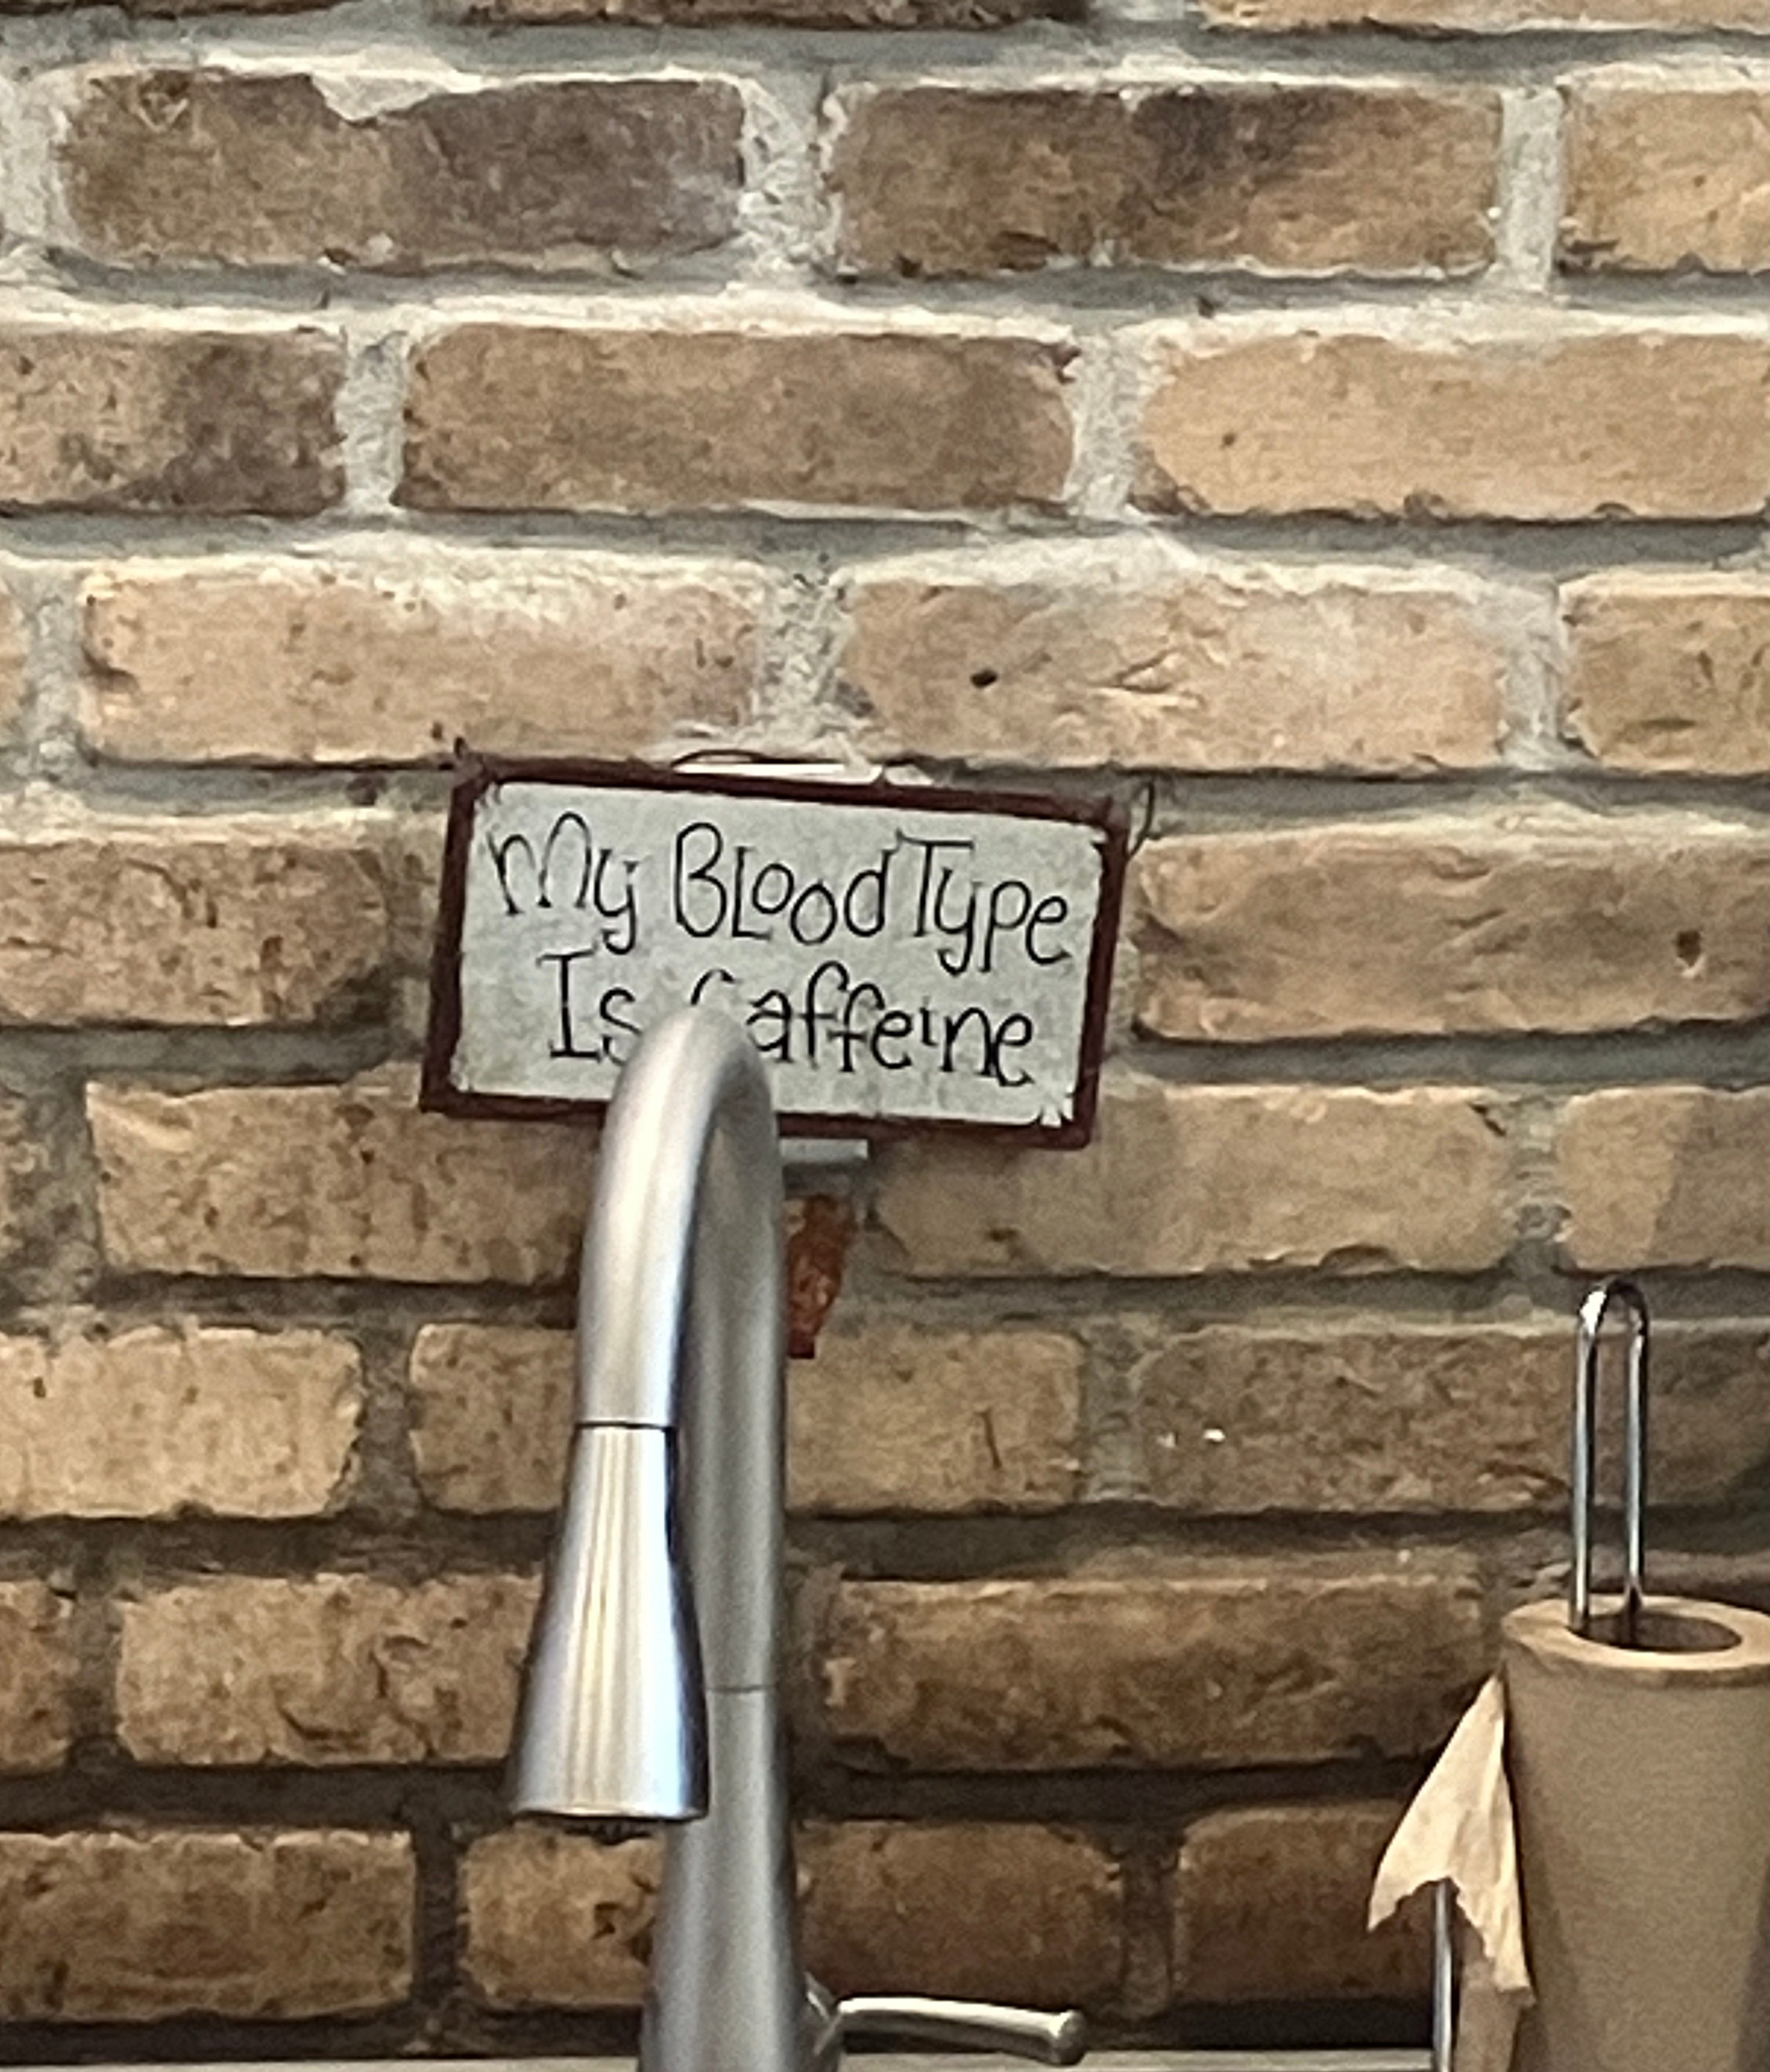 My Blood Type
Is Caffeine